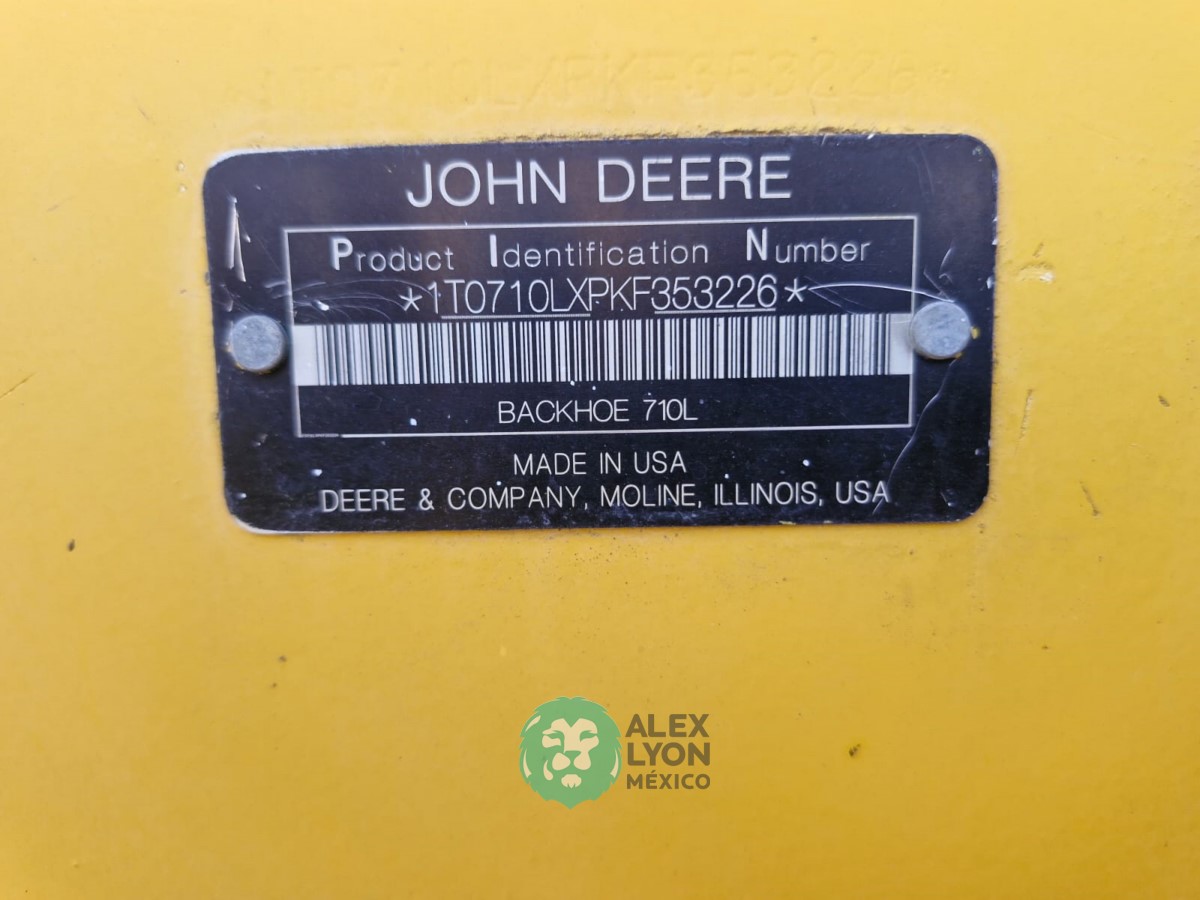 1T0710LXPKF353226*
JOHN DEERE
Product Identification Number
*1T0710LXPKF353226*
BACKHOE 710L
MADE IN USA
DEERE & COMPANY, MOLINE, ILLINOIS, USA
ALEX
LYON
MÉXICO